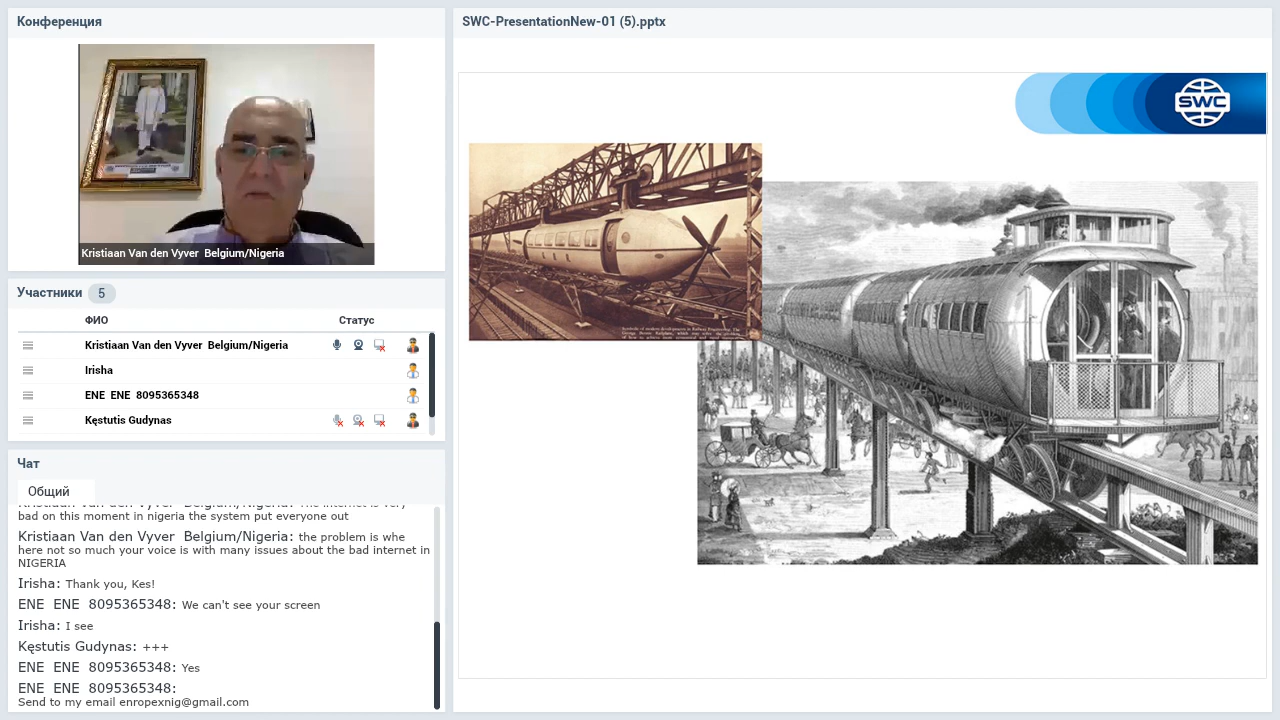 Конференция
Kristiaan Van den Vyver  Belgium/Nigeria
Участники 5
ФИО Статус
Kristiaan Van den Vyver  Belgium/Nigeria
Irisha
ENE  ENE  8095365348
Kęstutis Gudynas
Чат
Общий
bad on this moment in nigeria the system put everyone out
Kristiaan Van den Vyver  Belgium/Nigeria: the problem is whe
here not so much your voice is with many issues about the bad internet in
NIGERIA
Irisha: Thank you, Kes!
ENE  ENE  8095365348: We can't see your screen
Irisha: I see
Kęstutis Gudynas: +++
ENE  ENE  8095365348: Yes
ENE  ENE  8095365348:
Send to my email enropexnig@gmail.com
SWC-PresentationNew-01 (5).pptx
SWC